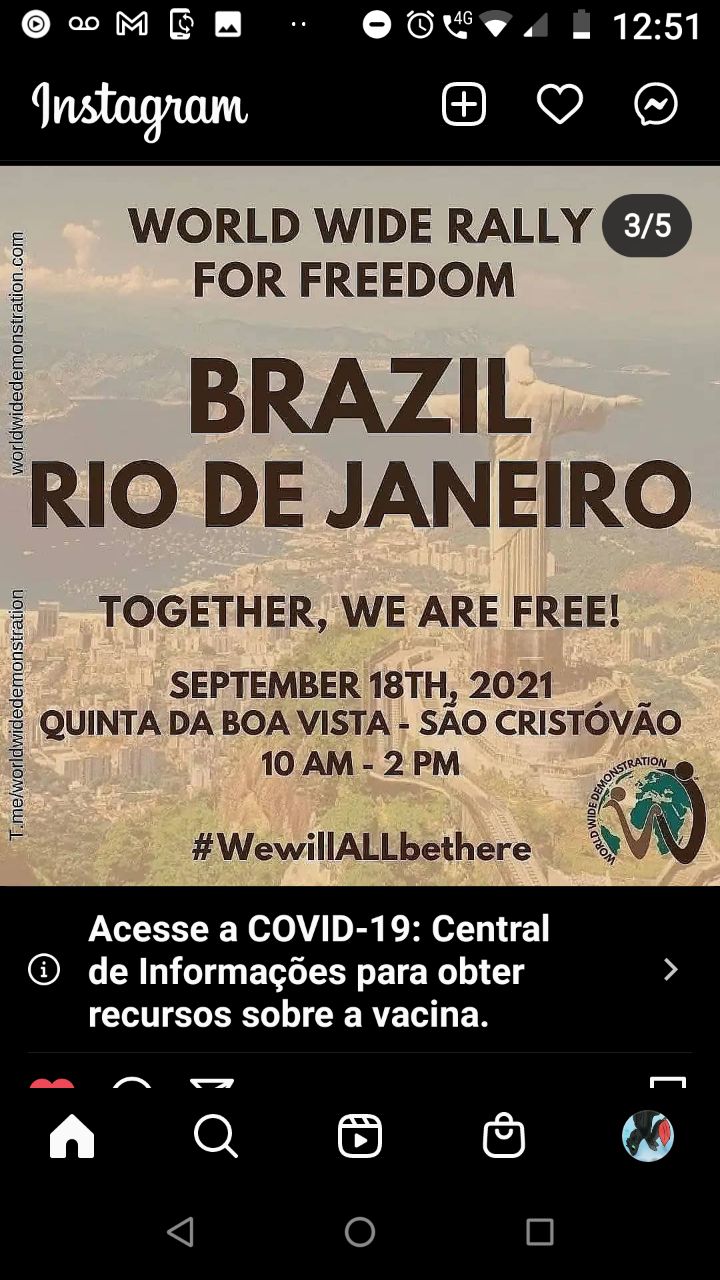 4G
12:51
Instagram
3/5
WORLD WIDE RALLY
FOR FREEDOM
BRAZIL
RIO DE JANEIRO
TOGETHER, WE ARE FREE!
SEPTEMBER 18TH, 2021
QUINTA DA BOA VISTA - SÃO CRISTÓVÃO
10 AM - 2 PM
#WewillALLbethere
worldwidedemonstration.com
T.me/worldwidedemonstration
WORLD WIDE DEMONSTRATION
Acesse a COVID-19: Central
de Informações para obter
recursos sobre a vacina.